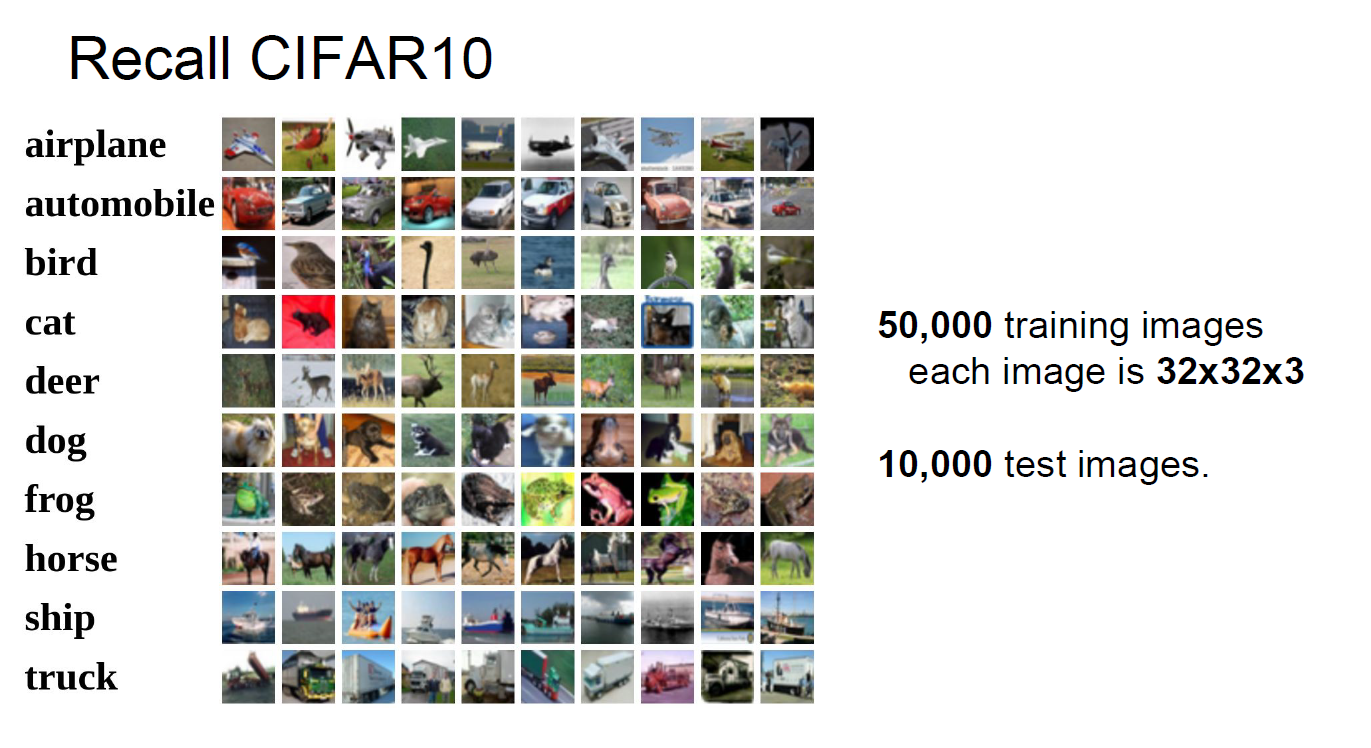 Recall CIFAR10
airplane
automobile
bird
cat
deer
dog
frog
horse
ship
truck
50,000 training images
each image is 32x32x3
10,000 test images.